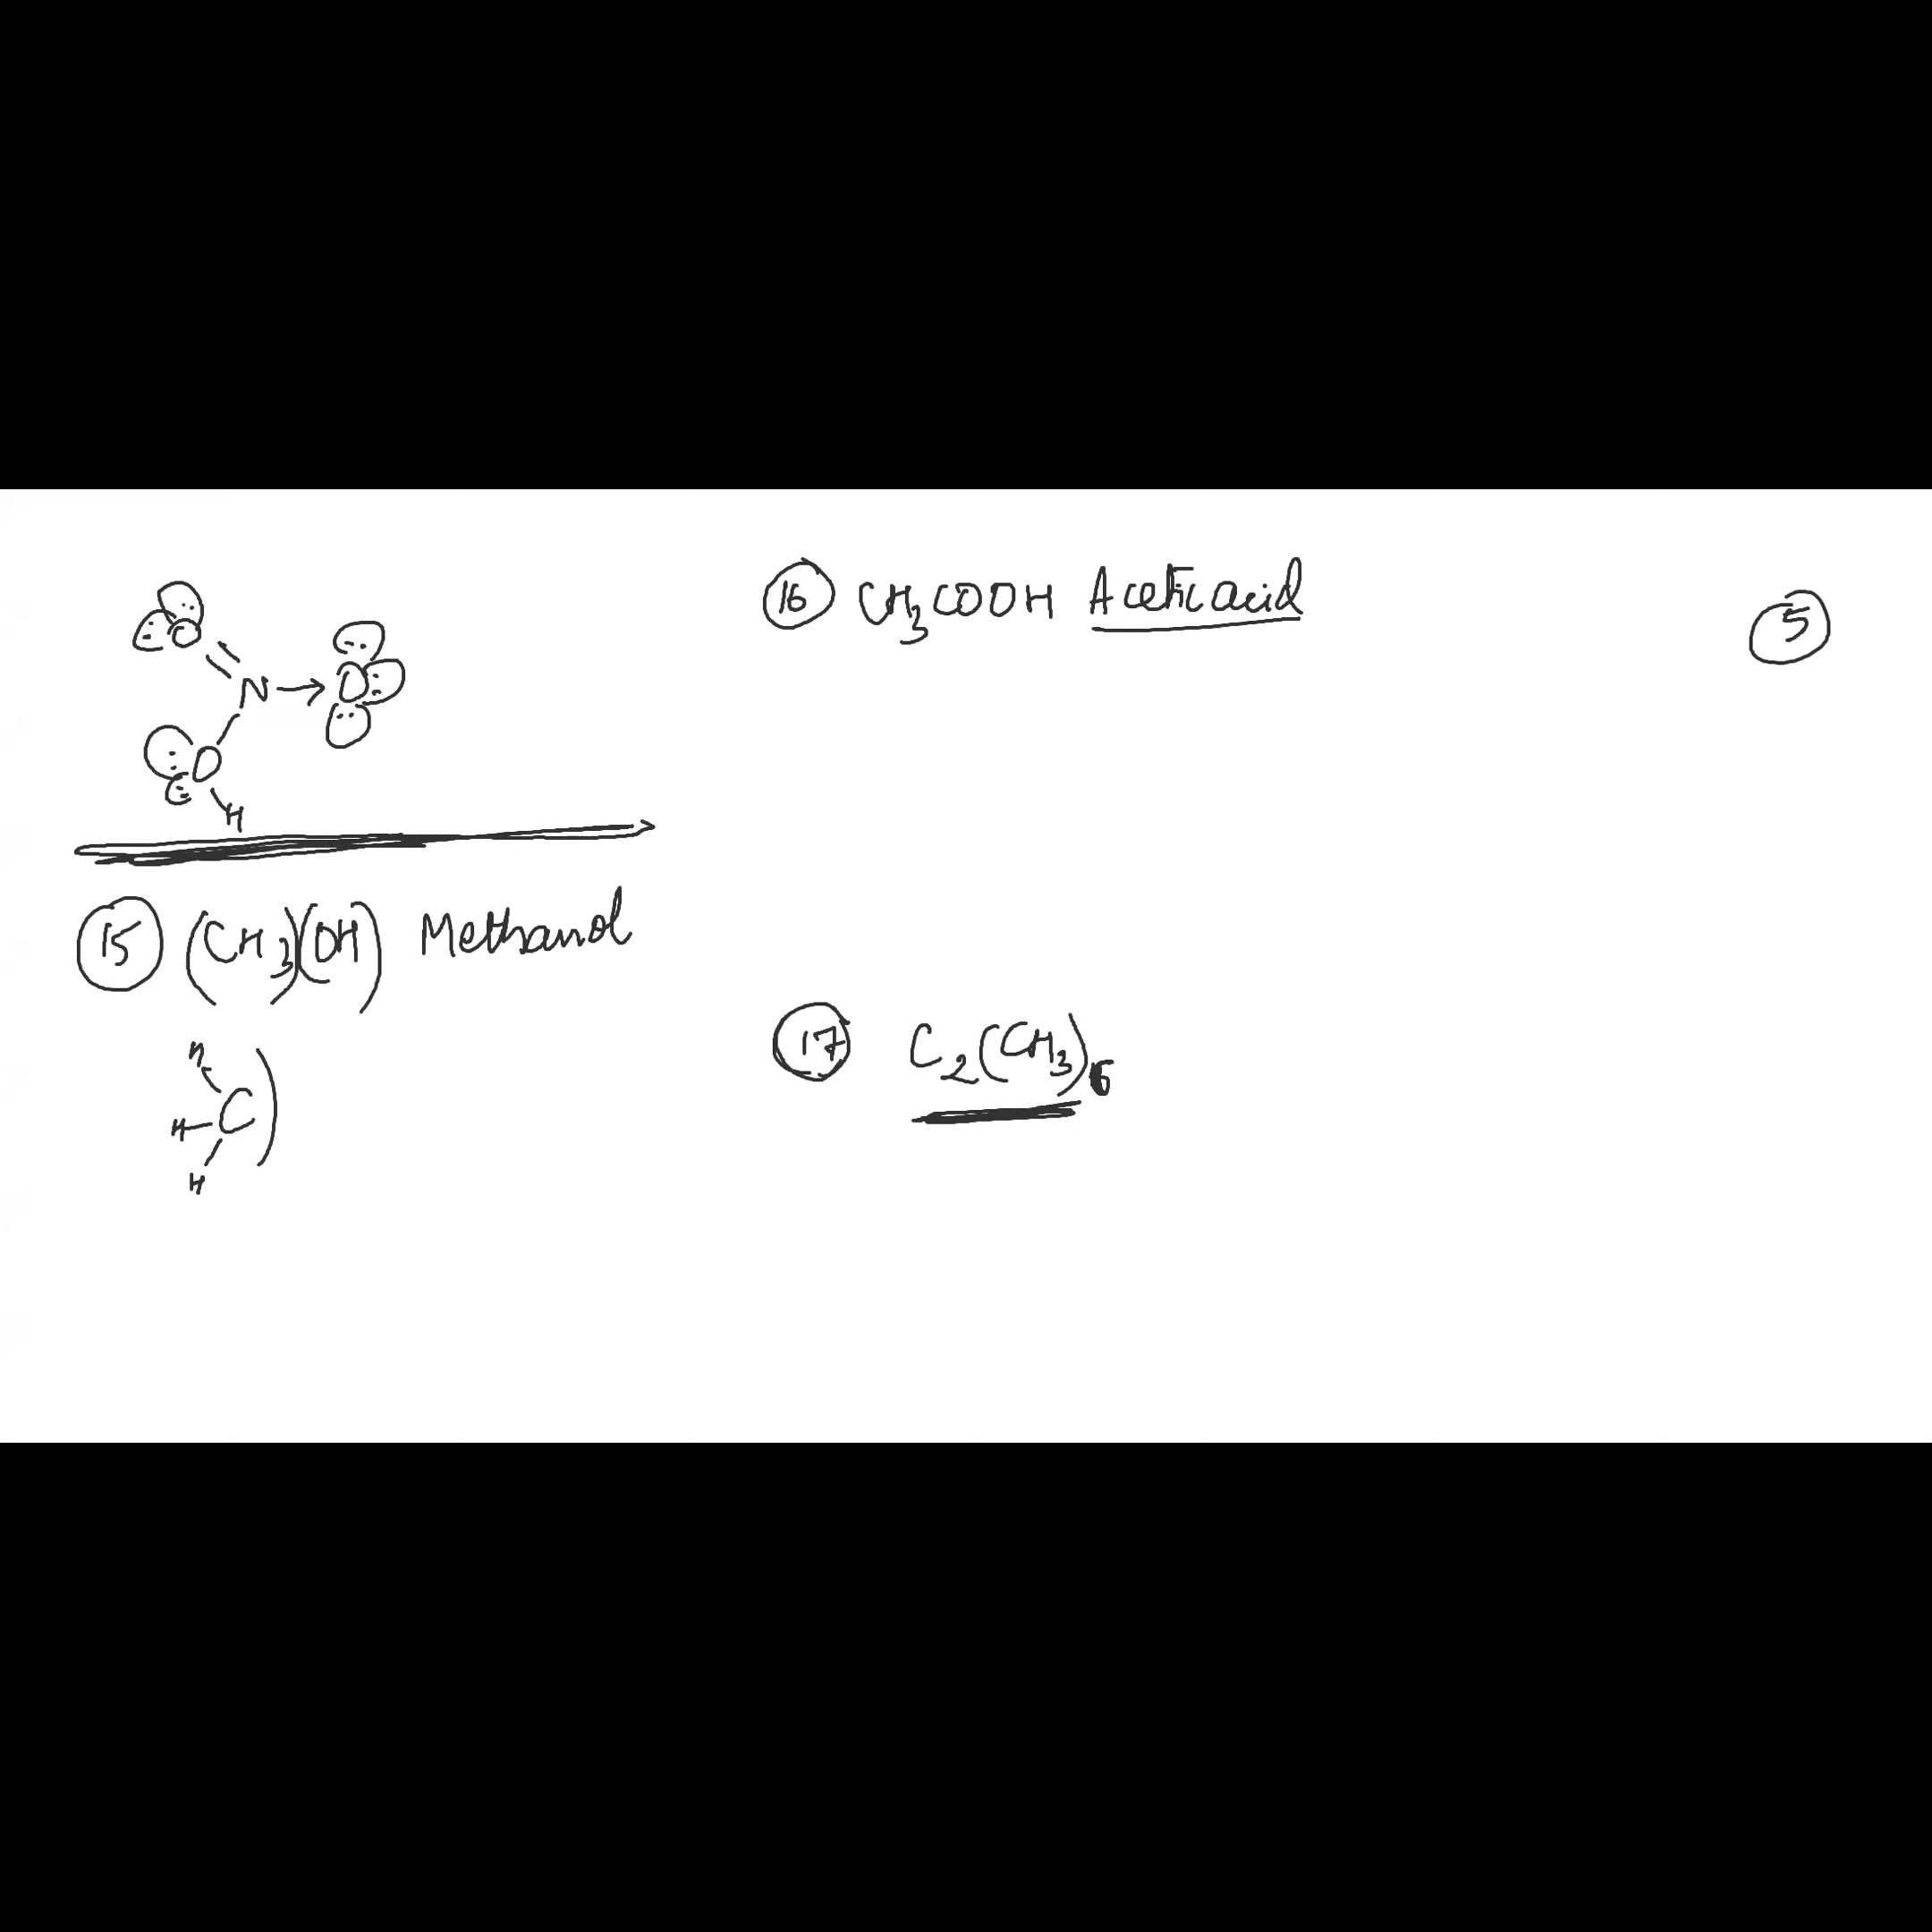 O
N → O
O
H
15 (CH3)(OH) Methanol
H
H-C)
H
16 CH3COOH Acetic acid
17 C2(CH3)6
5